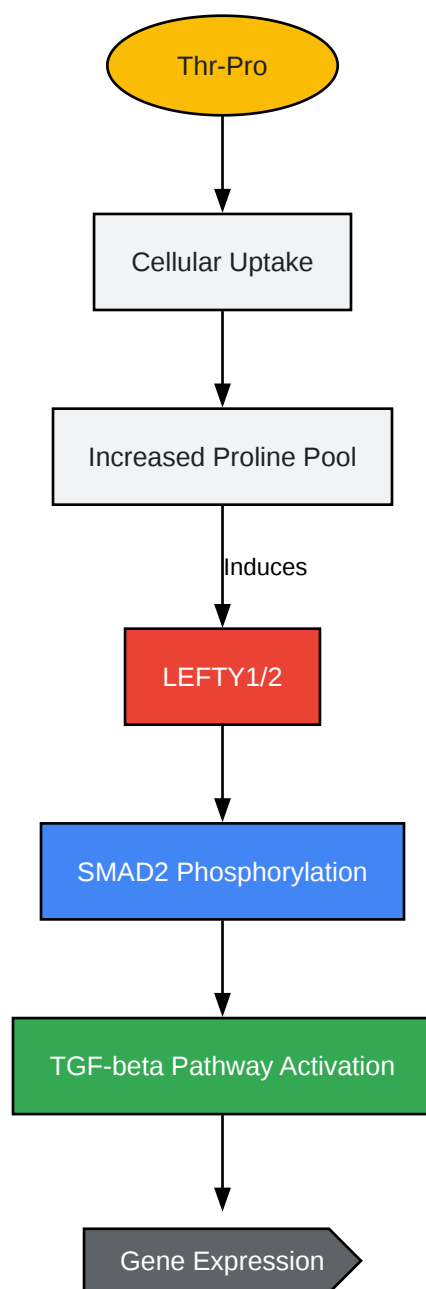 Thr-Pro
Cellular Uptake
Increased Proline Pool
Induces
LEFTY1/2
SMAD2 Phosphorylation
TGF-beta Pathway Activation
Gene Expression